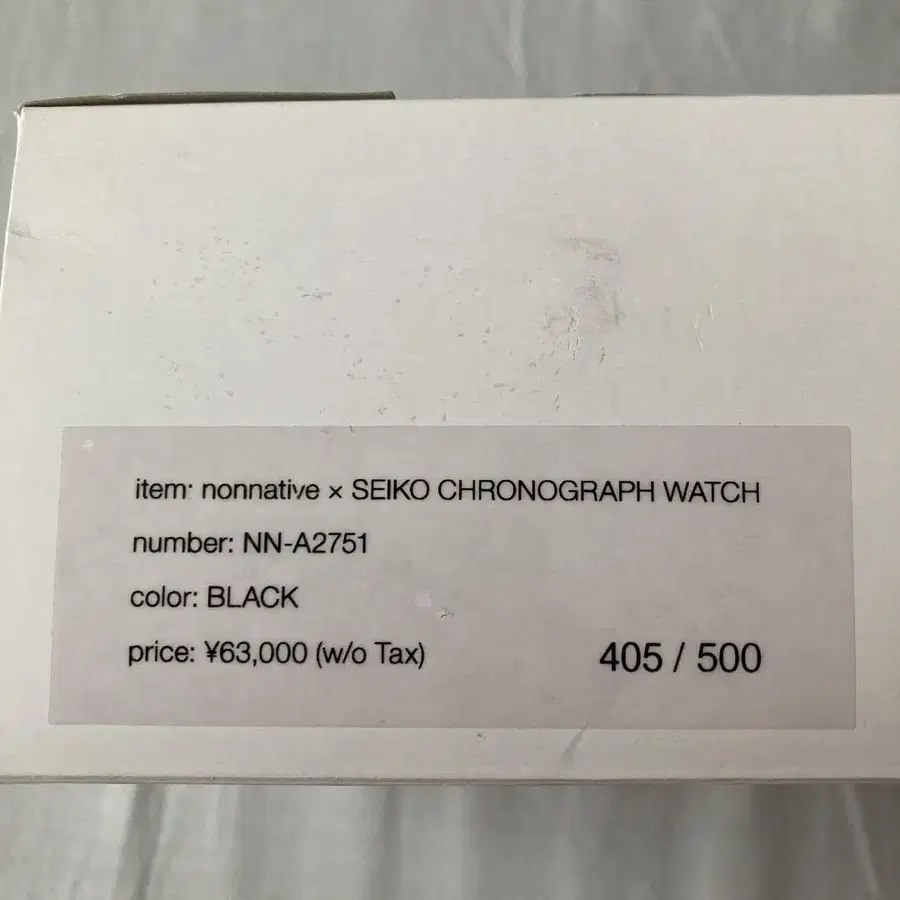 item: nonnative × SEIKO CHRONOGRAPH WATCH
number: NN-A2751
color: BLACK
price: ¥63,000 (w/o Tax)
405 / 500